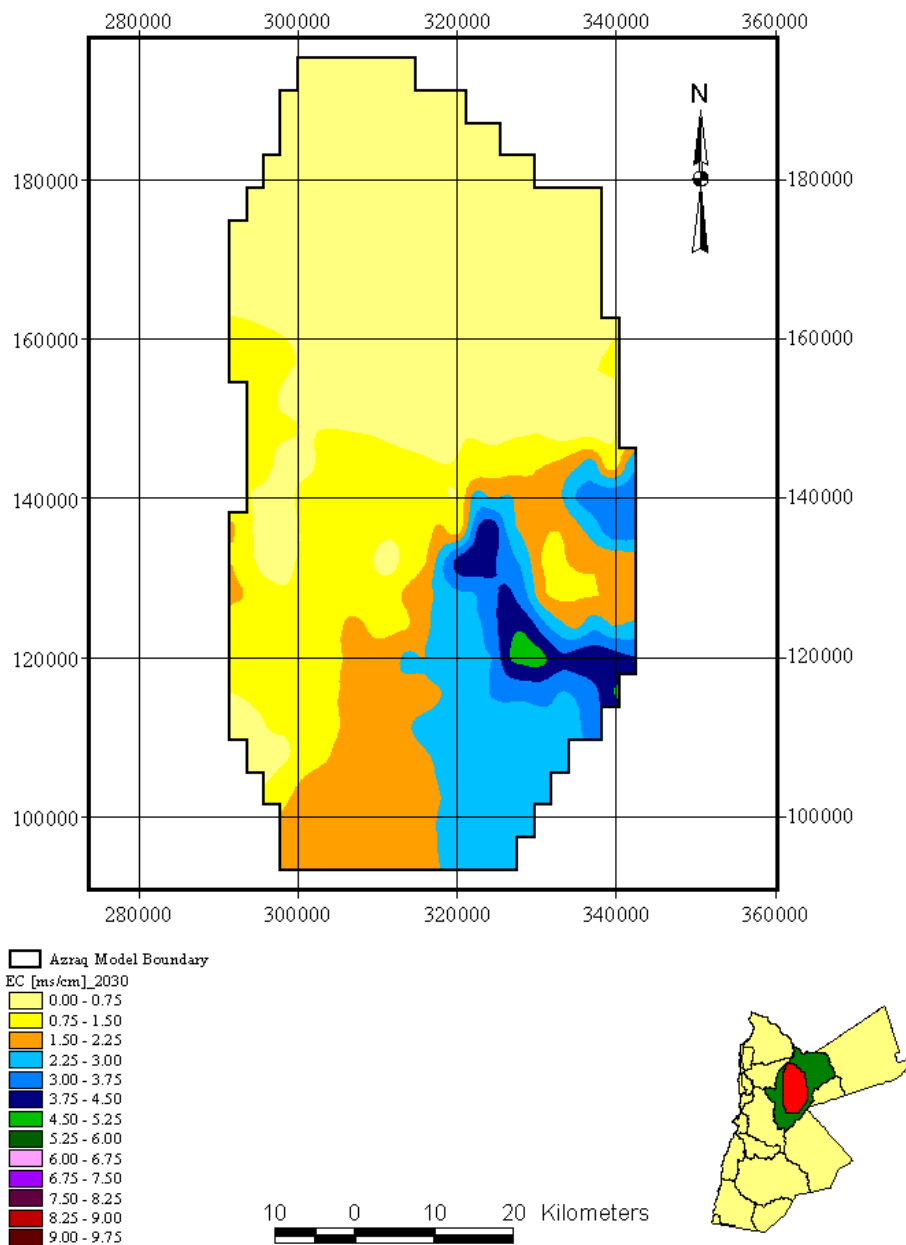 280000 300000 320000 340000 360000
N
180000 180000
160000 160000
140000 140000
120000 120000
100000 100000
280000 300000 320000 340000 360000
Azraq Model Boundary
EC [ms/cm]_2030
0.00 - 0.75
0.75 - 1.50
1.50 - 2.25
2.25 - 3.00
3.00 - 3.75
3.75 - 4.50
4.50 - 5.25
5.25 - 6.00
6.00 - 6.75
6.75 - 7.50
7.50 - 8.25
8.25 - 9.00
9.00 - 9.75
10 0 10 20 Kilometers